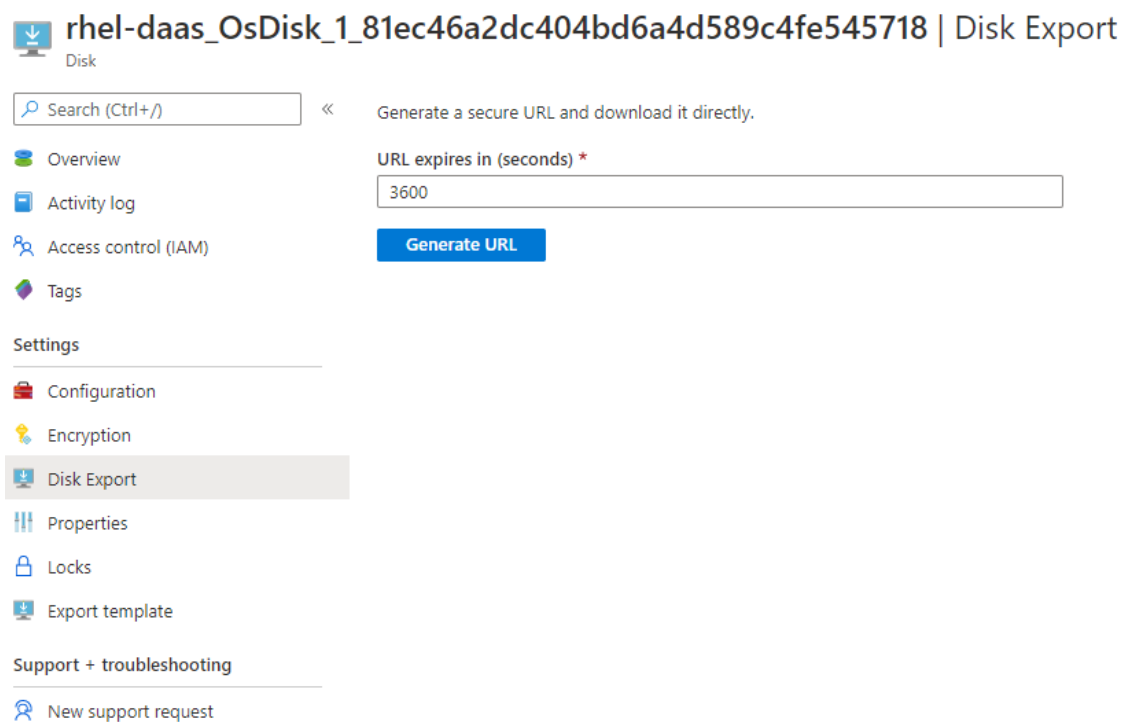 rhel-daas_OsDisk_1_81ec46a2dc404bd6a4d589c4fe545718 | Disk Export
Disk
Search (Ctrl+/)
«
Overview
Activity log
Access control (IAM)
Tags
Settings
Configuration
Encryption
Disk Export
Properties
Locks
Export template
Support + troubleshooting
New support request
Generate a secure URL and download it directly.
URL expires in (seconds) *
3600
Generate URL